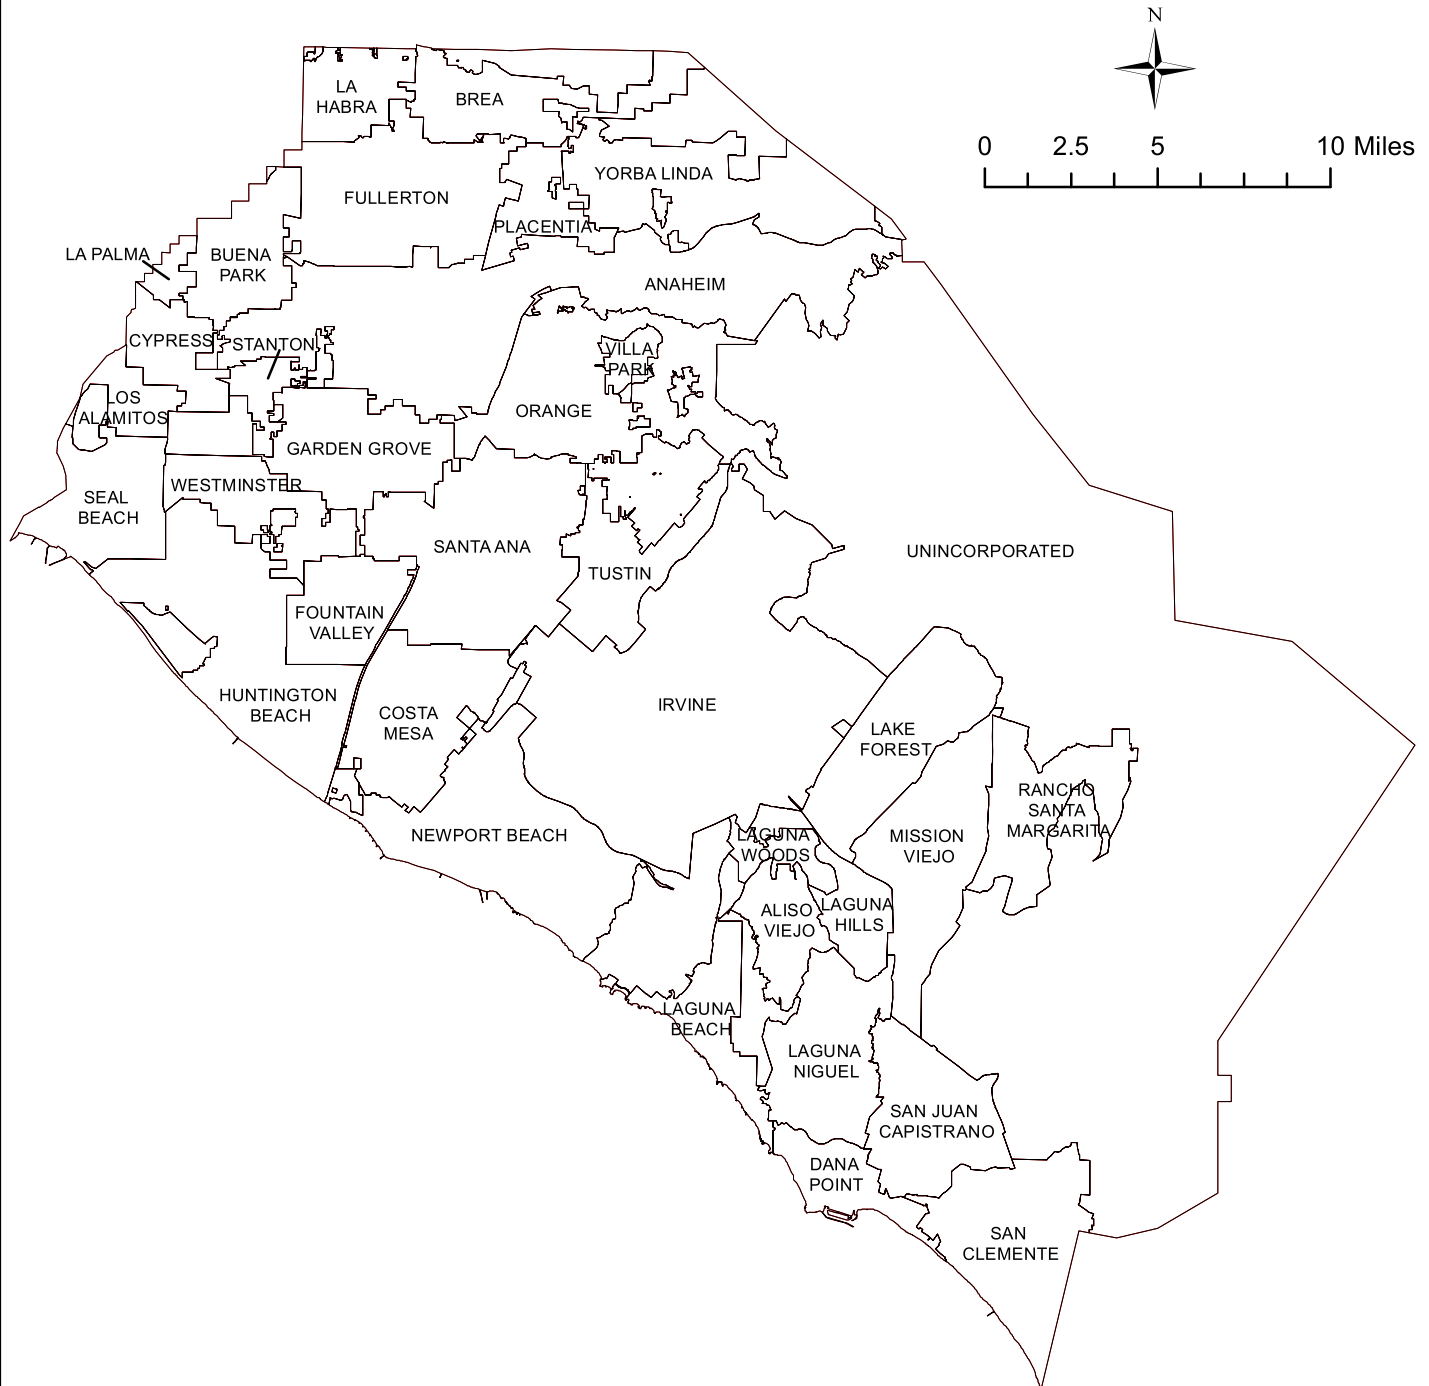 N
0 2.5 5 10 Miles
LA
HABRA
BREA
YORBA LINDA
FULLERTON
PLACENTIA
LA PALMA
BUENA
PARK
ANAHEIM
CYPRESS
STANTON
VILLA
PARK
LOS
ALAMITOS
ORANGE
GARDEN GROVE
WESTMINSTER
SEAL
BEACH
SANTA ANA
UNINCORPORATED
TUSTIN
FOUNTAIN
VALLEY
HUNTINGTON
BEACH
IRVINE
COSTA
MESA
LAKE
FOREST
RANCHO
SANTA
MARGARITA
NEWPORT BEACH
LAGUNA
WOODS
MISSION
VIEJO
ALISO
VIEJO
LAGUNA
HILLS
LAGUNA
BEACH
LAGUNA
NIGUEL
SAN JUAN
CAPISTRANO
DANA
POINT
SAN
CLEMENTE